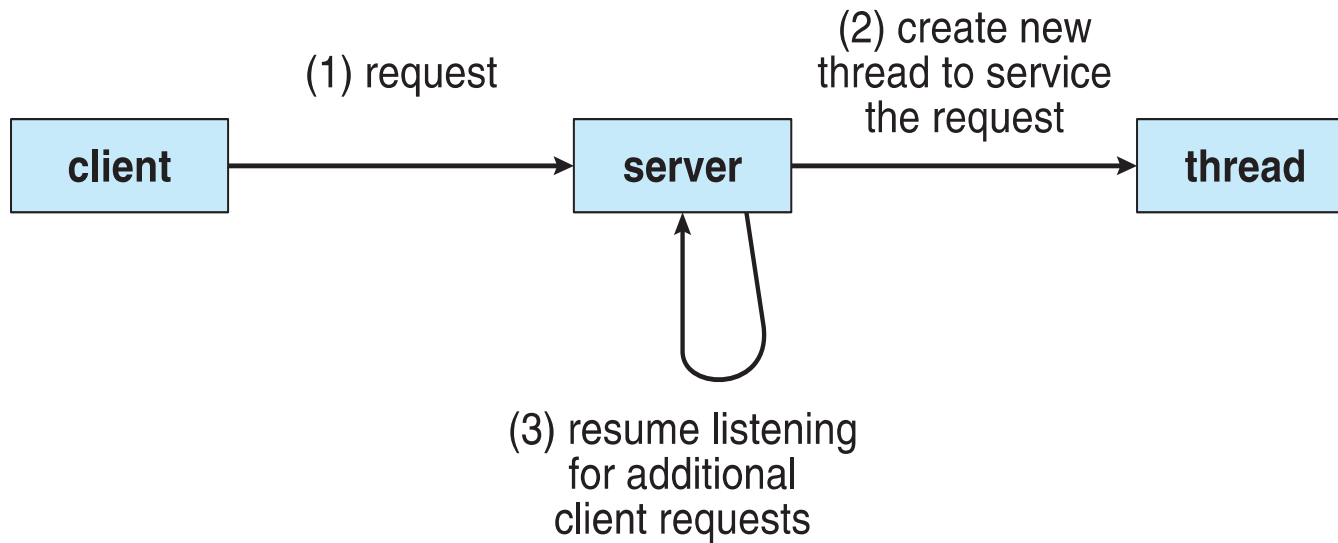 (1) request
(2) create new
thread to service
the request
client
server
thread
(3) resume listening
for additional
client requests